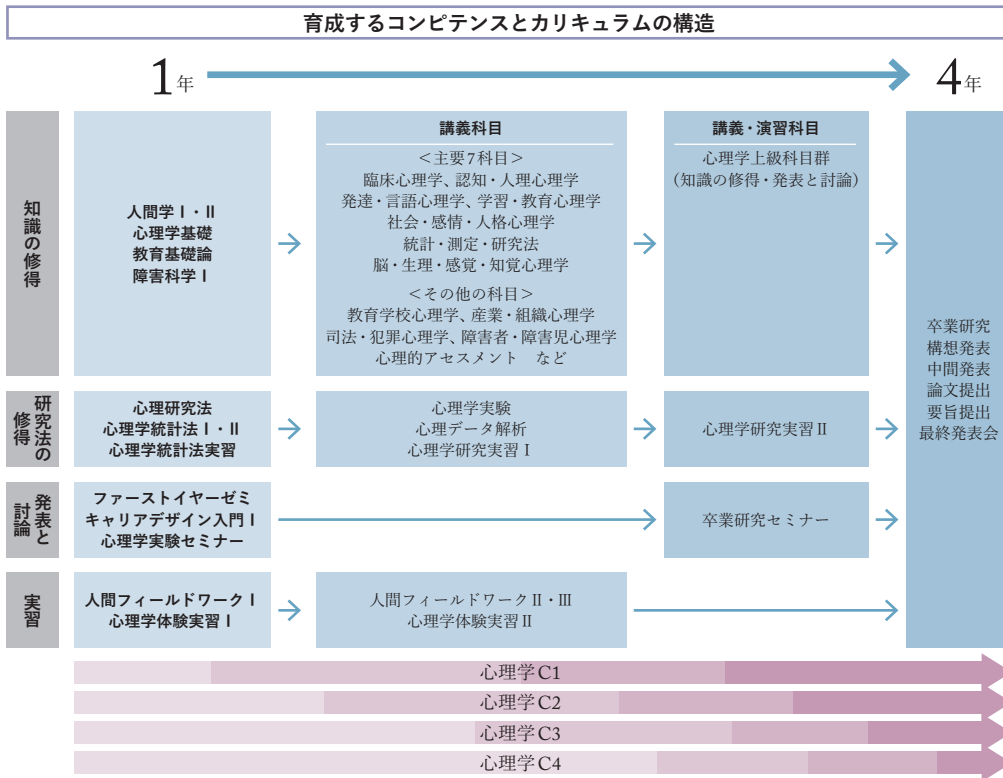 育成するコンピテンスとカリキュラムの構造
1年
4年
知識の修得
人間学Ⅰ・Ⅱ
心理学基礎
教育基礎論
障害科学Ⅰ
講義科目
＜主要7科目＞
臨床心理学、認知・人理心理学
発達・言語心理学、学習・教育心理学
社会・感情・人格心理学
統計・測定・研究法
脳・生理・感覚・知覚心理学
＜その他の科目＞
教育学校心理学、産業・組織心理学
司法・犯罪心理学、障害者・障害児心理学
心理的アセスメント　など
講義・演習科目
心理学上級科目群
（知識の修得・発表と討論）
卒業研究
構想発表
中間発表
論文提出
要旨提出
最終発表会
研究法の
修得
心理研究法
心理学統計法Ⅰ・Ⅱ
心理学統計法実習
心理学実験
心理データ解析
心理学研究実習Ⅰ
心理学研究実習Ⅱ
発表と
討論
ファーストイヤーゼミ
キャリアデザイン入門Ⅰ
心理学実験セミナー
卒業研究セミナー
実習
人間フィールドワークⅠ
心理学体験実習Ⅰ
人間フィールドワークⅡ・Ⅲ
心理学体験実習Ⅱ
心理学C1
心理学C2
心理学C3
心理学C4